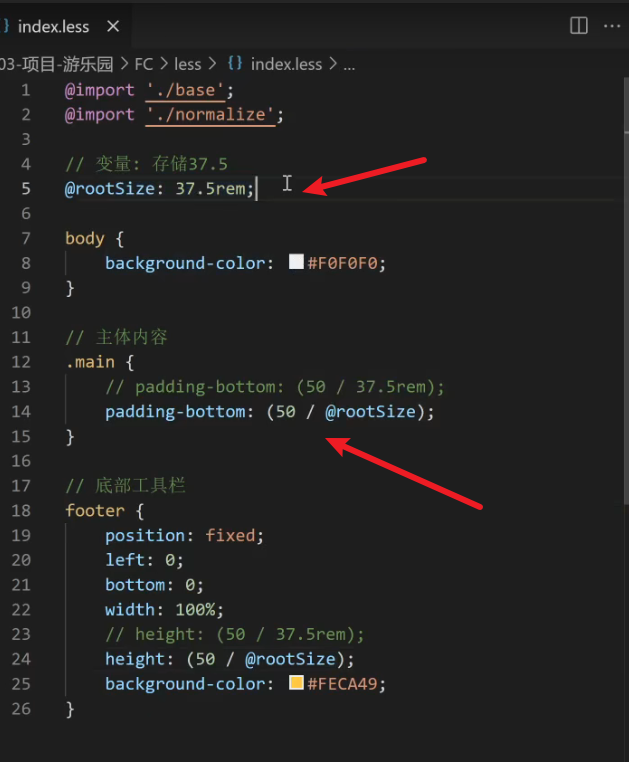 index.less ×
03-项目-游乐园 > FC > less > {} index.less > ...
1 @import './base';
2 @import './normalize';
3
4 // 变量: 存储37.5
5 @rootSize: 37.5rem;
6
7 body {
8 background-color: #F0F0F0;
9 }
10
11 // 主体内容
12 .main {
13 // padding-bottom: (50 / 37.5rem);
14 padding-bottom: (50 / @rootSize);
15 }
16
17 // 底部工具栏
18 footer {
19 position: fixed;
20 left: 0;
21 bottom: 0;
22 width: 100%;
23 // height: (50 / 37.5rem);
24 height: (50 / @rootSize);
25 background-color: #FECA49;
26 }